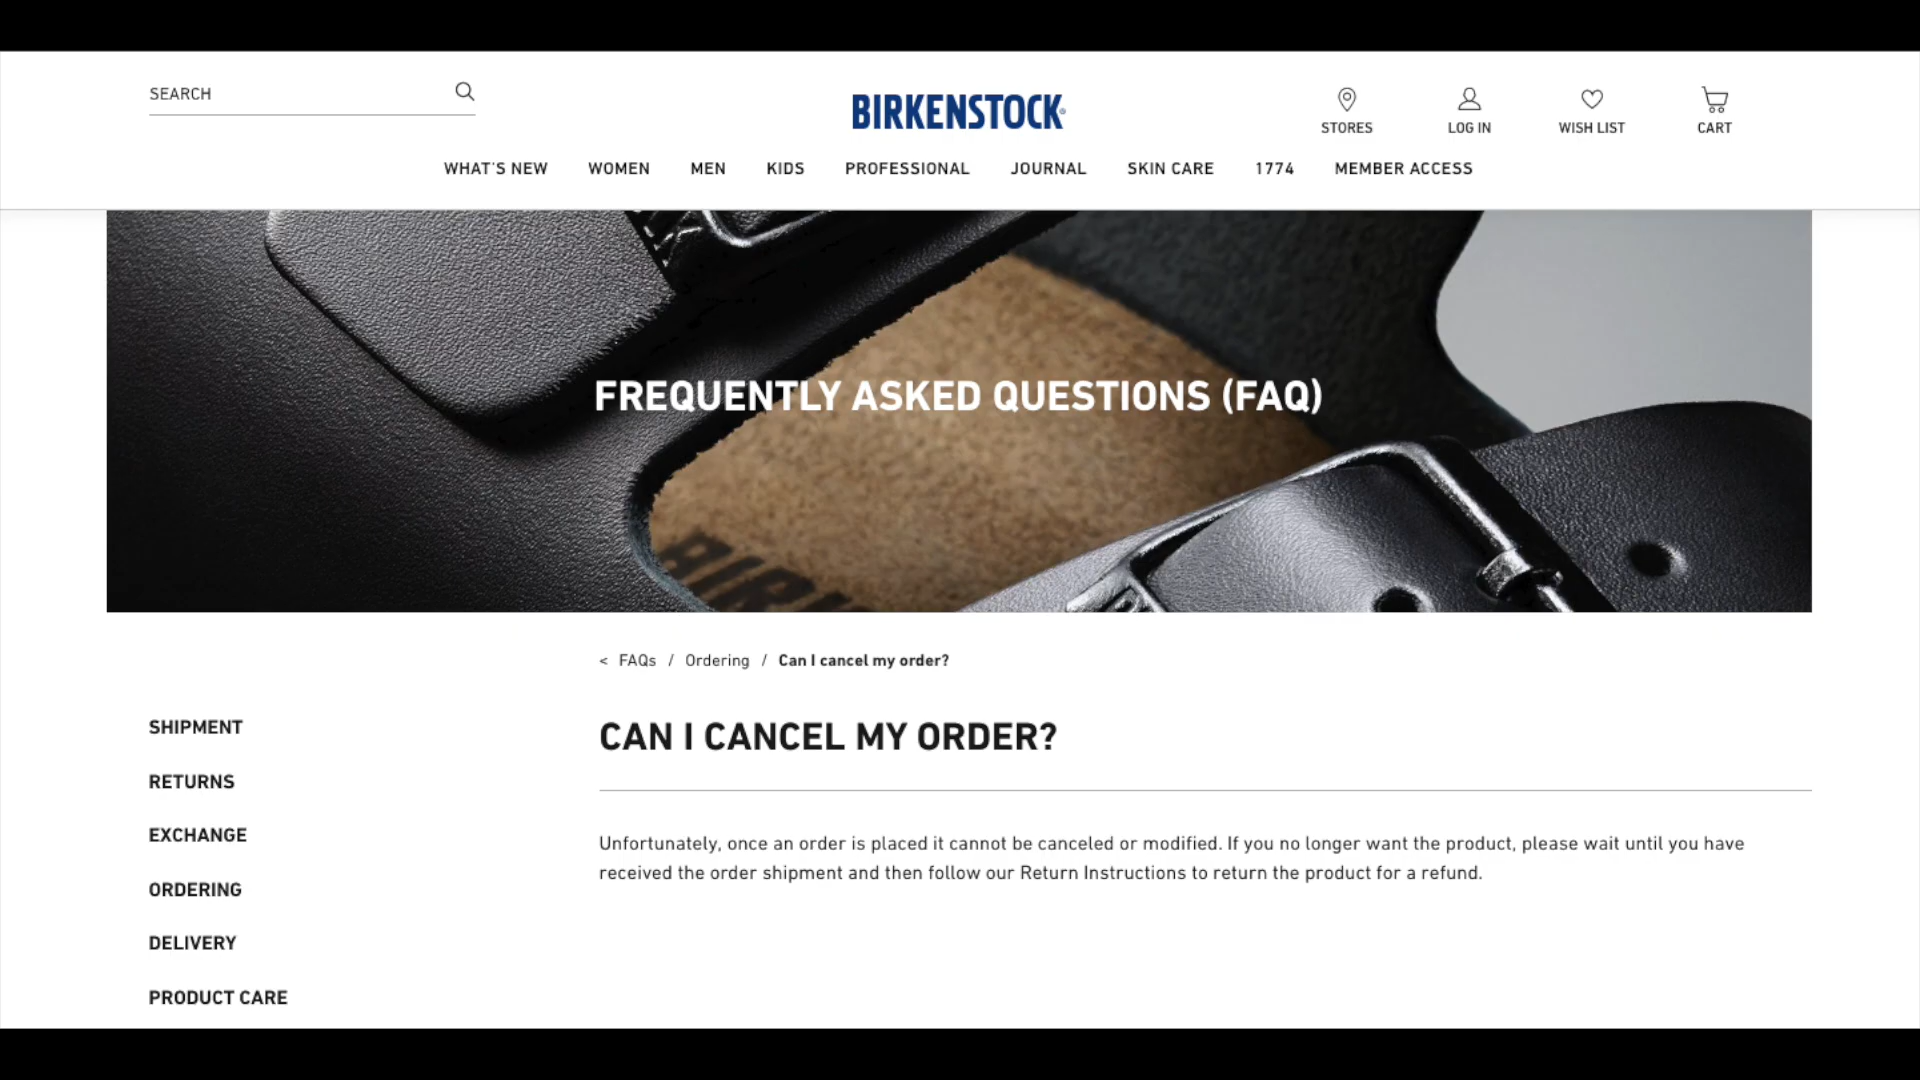 SEARCH
BIRKENSTOCK
STORES
LOG IN
WISH LIST
CART
WHAT'S NEW
WOMEN
MEN
KIDS
PROFESSIONAL
JOURNAL
SKIN CARE
1774
MEMBER ACCESS
FREQUENTLY ASKED QUESTIONS (FAQ)
BIRK
< FAQs / Ordering / Can I cancel my order?
SHIPMENT
RETURNS
EXCHANGE
ORDERING
DELIVERY
PRODUCT CARE
CAN I CANCEL MY ORDER?
Unfortunately, once an order is placed it cannot be canceled or modified. If you no longer want the product, please wait until you have
received the order shipment and then follow our Return Instructions to return the product for a refund.